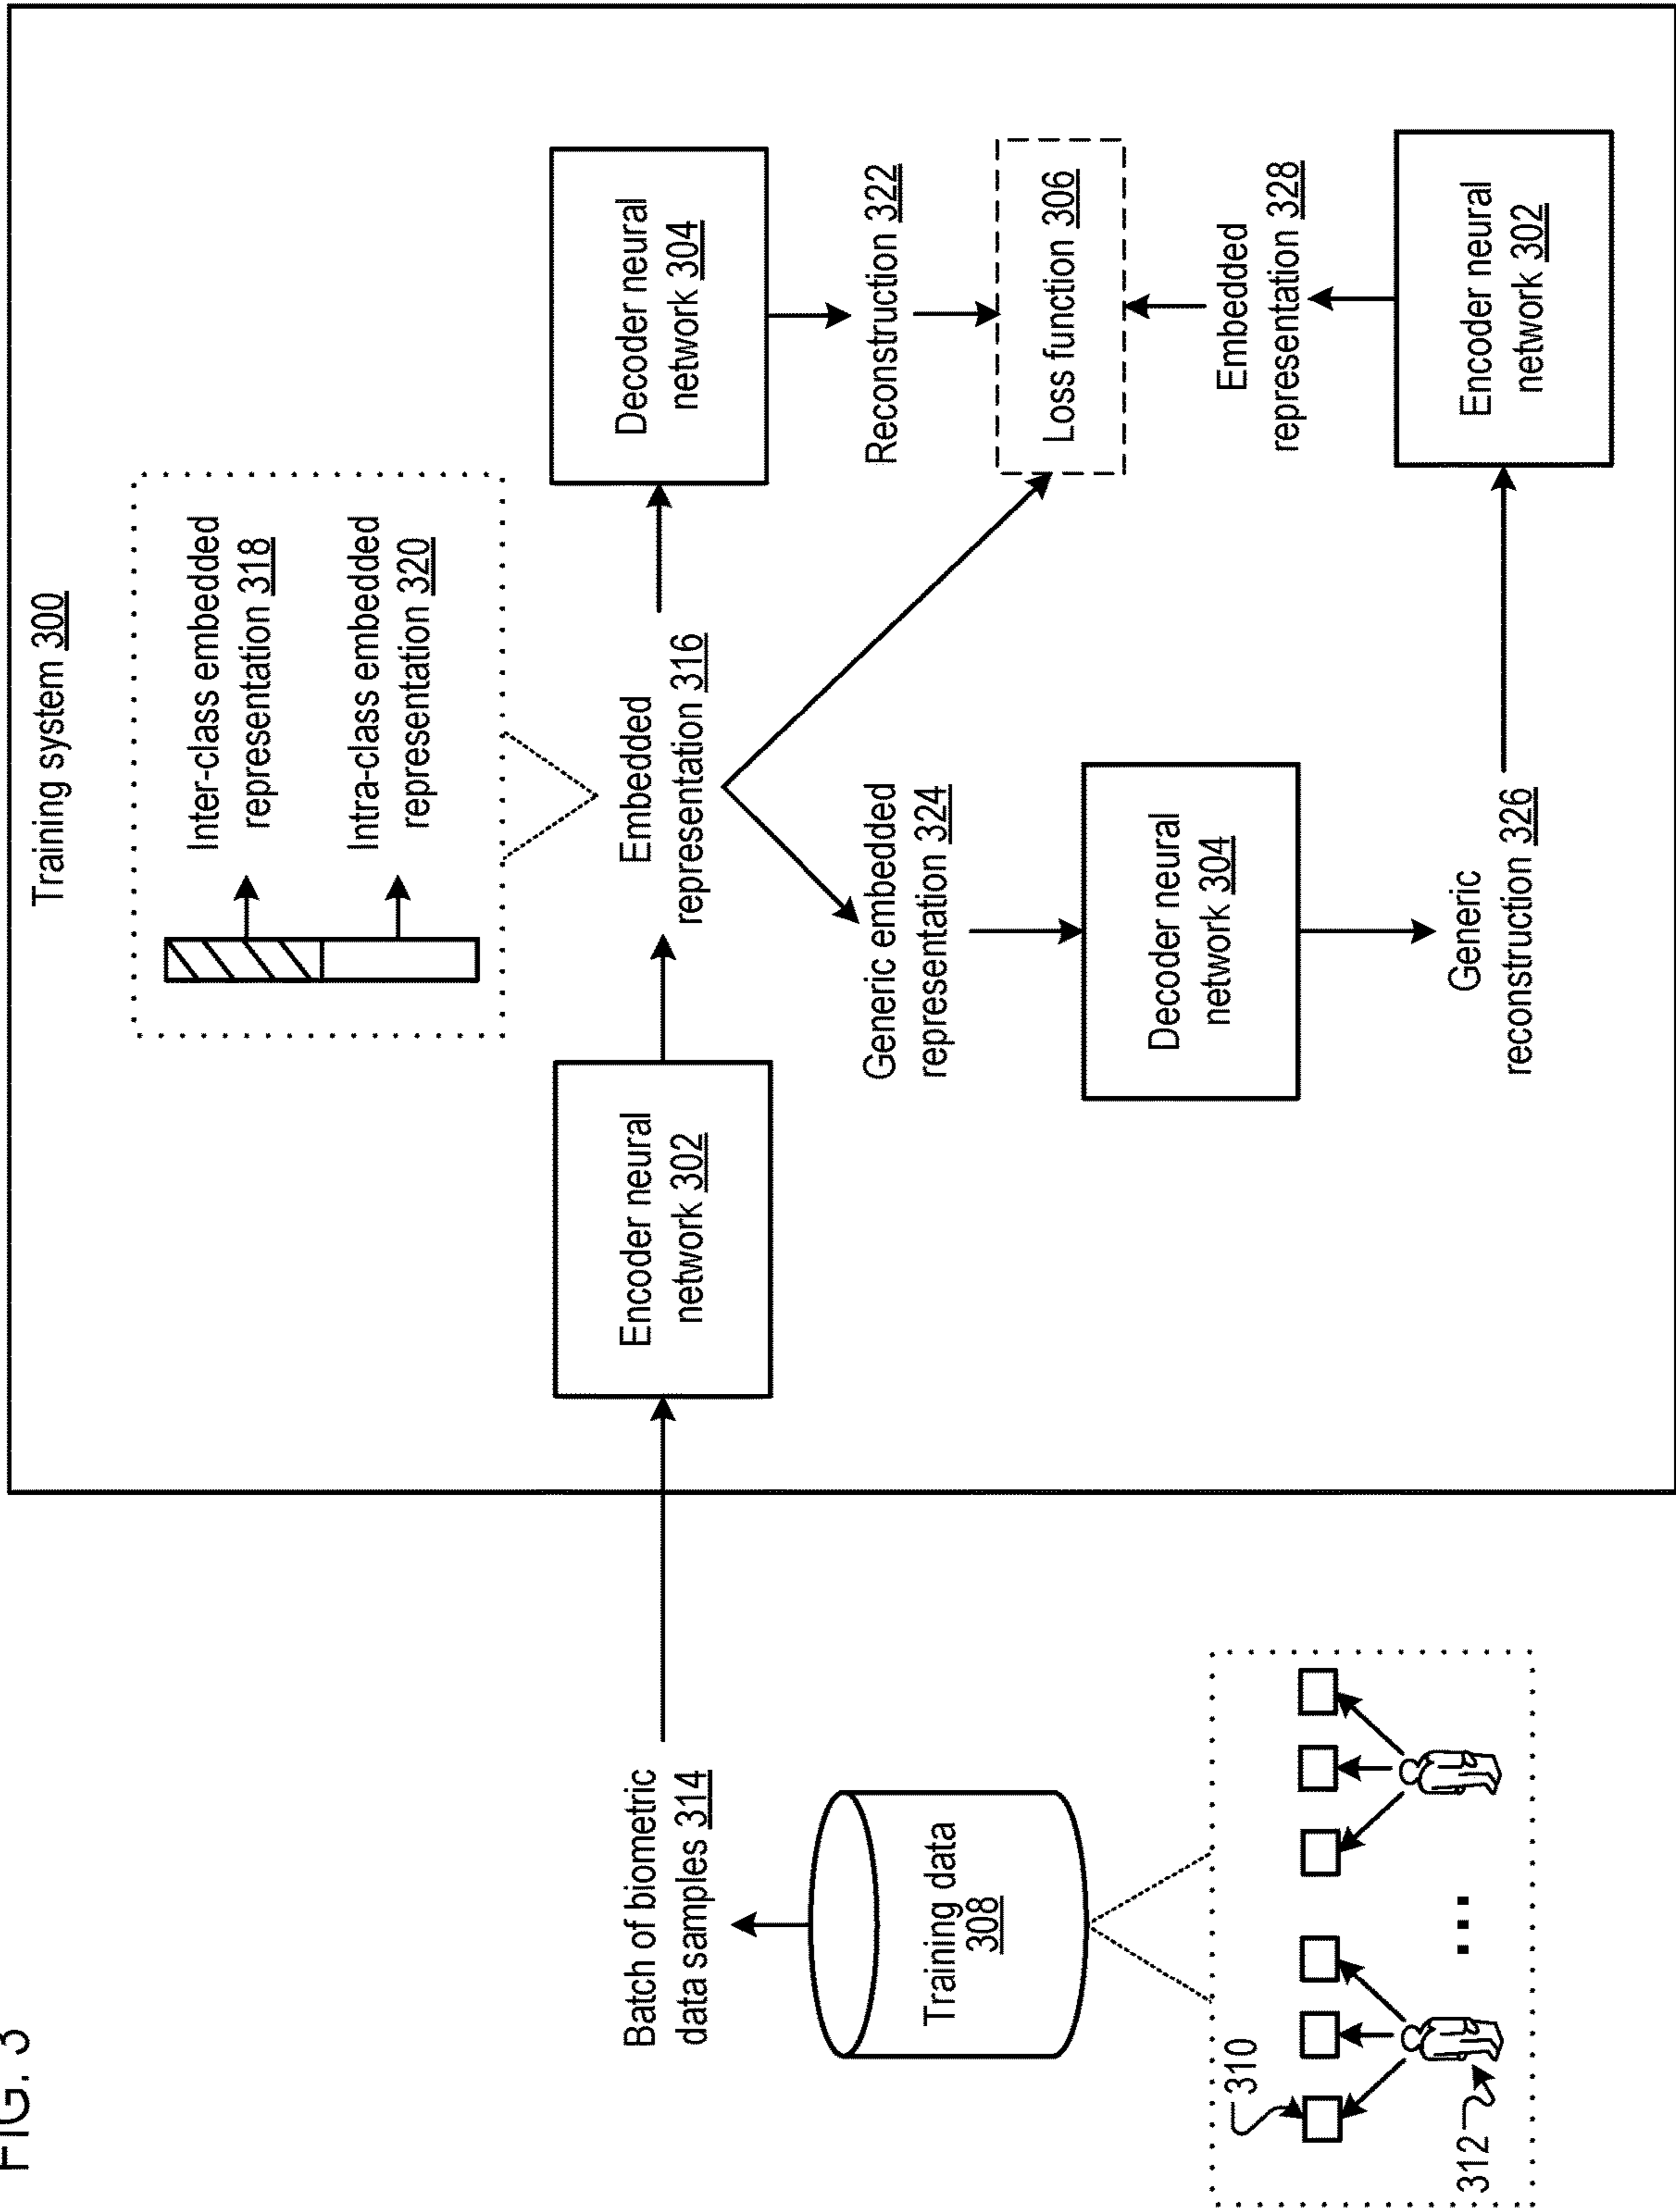 FIG. 3
Training system 300
Inter-class embedded
representation 318
Intra-class embedded
representation 320
Batch of biometric
data samples 314
Encoder neural
network 302
Embedded
representation 316
Decoder neural
network 304
Training data
308
Generic embedded
representation 324
Reconstruction 322
Loss function 306
Decoder neural
network 304
Embedded
representation 328
310
312
Generic
reconstruction 326
Encoder neural
network 302